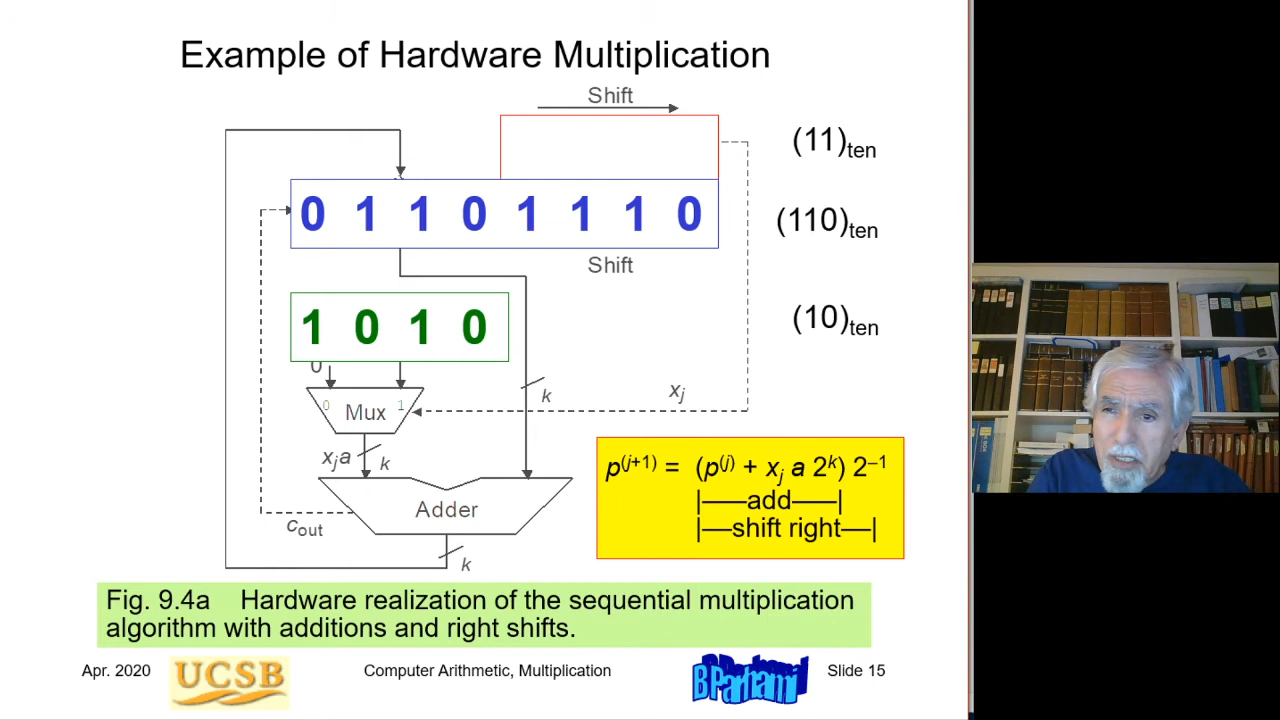 Example of Hardware Multiplication
Shift
(11)ten
0 1 1 0 1 1 1 0
(110)ten
Shift
1 0 1 0
(10)ten
0
0 Mux 1
xj
k
xja
k
p(j+1) = (p(j) + xj a 2k) 2–1
|——add——|
|—shift right—|
Adder
cout
k
Fig. 9.4a Hardware realization of the sequential multiplication
algorithm with additions and right shifts.
Apr. 2020
UCSB
Computer Arithmetic, Multiplication
B Parhami
Slide 15